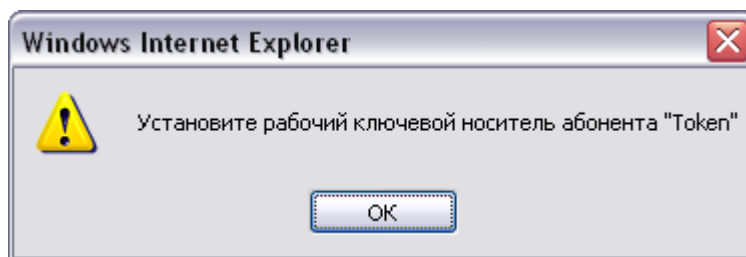 Windows Internet Explorer
Установите рабочий ключевой носитель абонента "Token"
OK